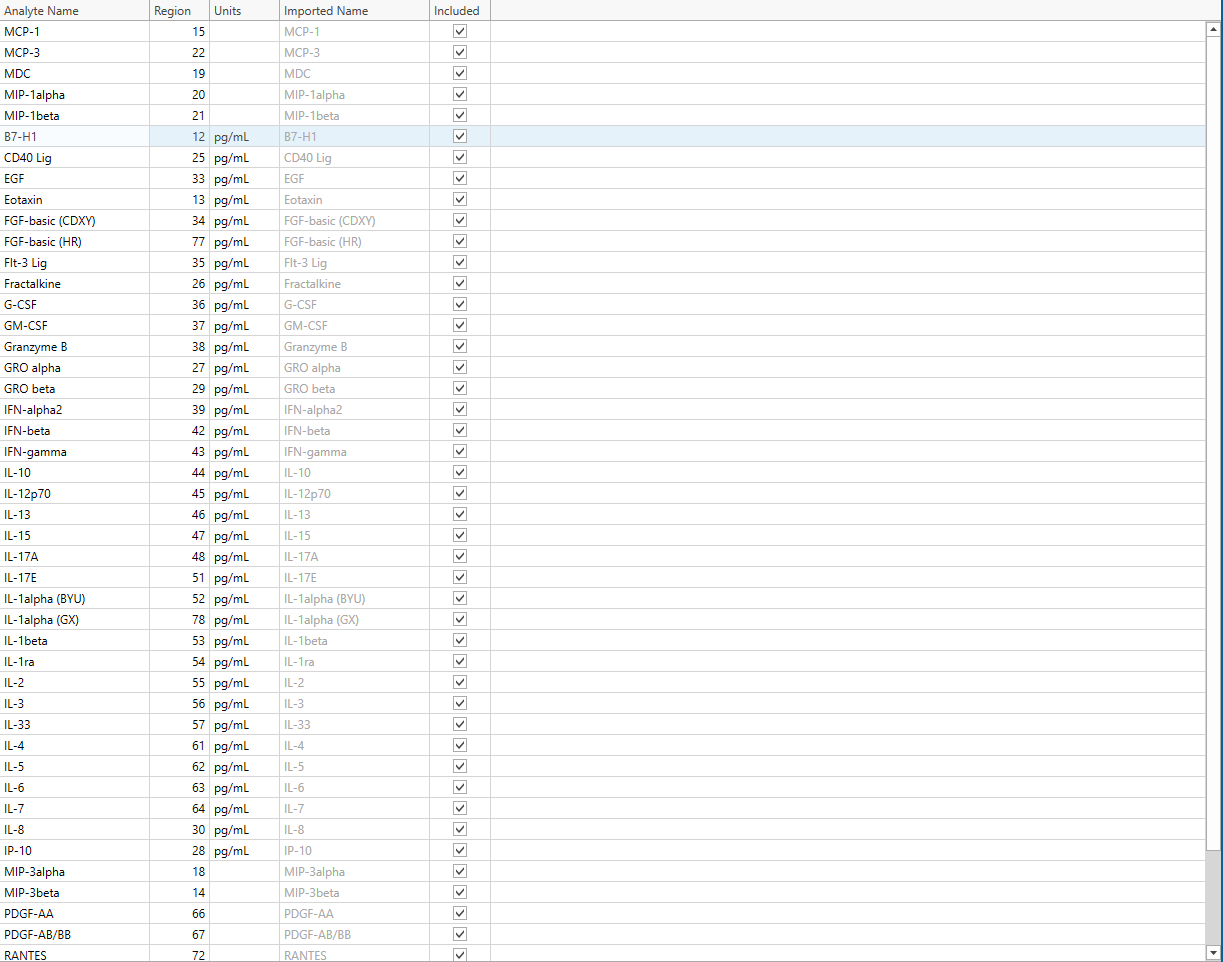 Analyte Name Region Units Imported Name Included
MCP-1 15 MCP-1
MCP-3 22 MCP-3
MDC 19 MDC
MIP-1alpha 20 MIP-1alpha
MIP-1beta 21 MIP-1beta
B7-H1 12 pg/mL B7-H1
CD40 Lig 25 pg/mL CD40 Lig
EGF 33 pg/mL EGF
Eotaxin 13 pg/mL Eotaxin
FGF-basic (CDXY) 34 pg/mL FGF-basic (CDXY)
FGF-basic (HR) 77 pg/mL FGF-basic (HR)
Flt-3 Lig 35 pg/mL Flt-3 Lig
Fractalkine 26 pg/mL Fractalkine
G-CSF 36 pg/mL G-CSF
GM-CSF 37 pg/mL GM-CSF
Granzyme B 38 pg/mL Granzyme B
GRO alpha 27 pg/mL GRO alpha
GRO beta 29 pg/mL GRO beta
IFN-alpha2 39 pg/mL IFN-alpha2
IFN-beta 42 pg/mL IFN-beta
IFN-gamma 43 pg/mL IFN-gamma
IL-10 44 pg/mL IL-10
IL-12p70 45 pg/mL IL-12p70
IL-13 46 pg/mL IL-13
IL-15 47 pg/mL IL-15
IL-17A 48 pg/mL IL-17A
IL-17E 51 pg/mL IL-17E
IL-1alpha (BYU) 52 pg/mL IL-1alpha (BYU)
IL-1alpha (GX) 78 pg/mL IL-1alpha (GX)
IL-1beta 53 pg/mL IL-1beta
IL-1ra 54 pg/mL IL-1ra
IL-2 55 pg/mL IL-2
IL-3 56 pg/mL IL-3
IL-33 57 pg/mL IL-33
IL-4 61 pg/mL IL-4
IL-5 62 pg/mL IL-5
IL-6 63 pg/mL IL-6
IL-7 64 pg/mL IL-7
IL-8 30 pg/mL IL-8
IP-10 28 pg/mL IP-10
MIP-3alpha 18 MIP-3alpha
MIP-3beta 14 MIP-3beta
PDGF-AA 66 PDGF-AA
PDGF-AB/BB 67 PDGF-AB/BB
RANTES 72 RANTES